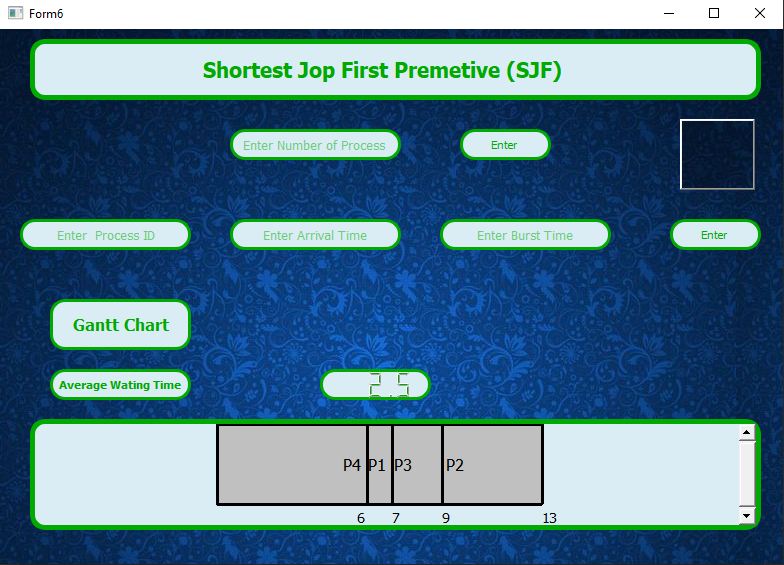 Form6
Shortest Jop First Premetive (SJF)
Enter Number of Process
Enter
Enter Process ID
Enter Arrival Time
Enter Burst Time
Enter
Gantt Chart
Average Wating Time
2.5
P4 P1 P3 P2
6 7 9 13